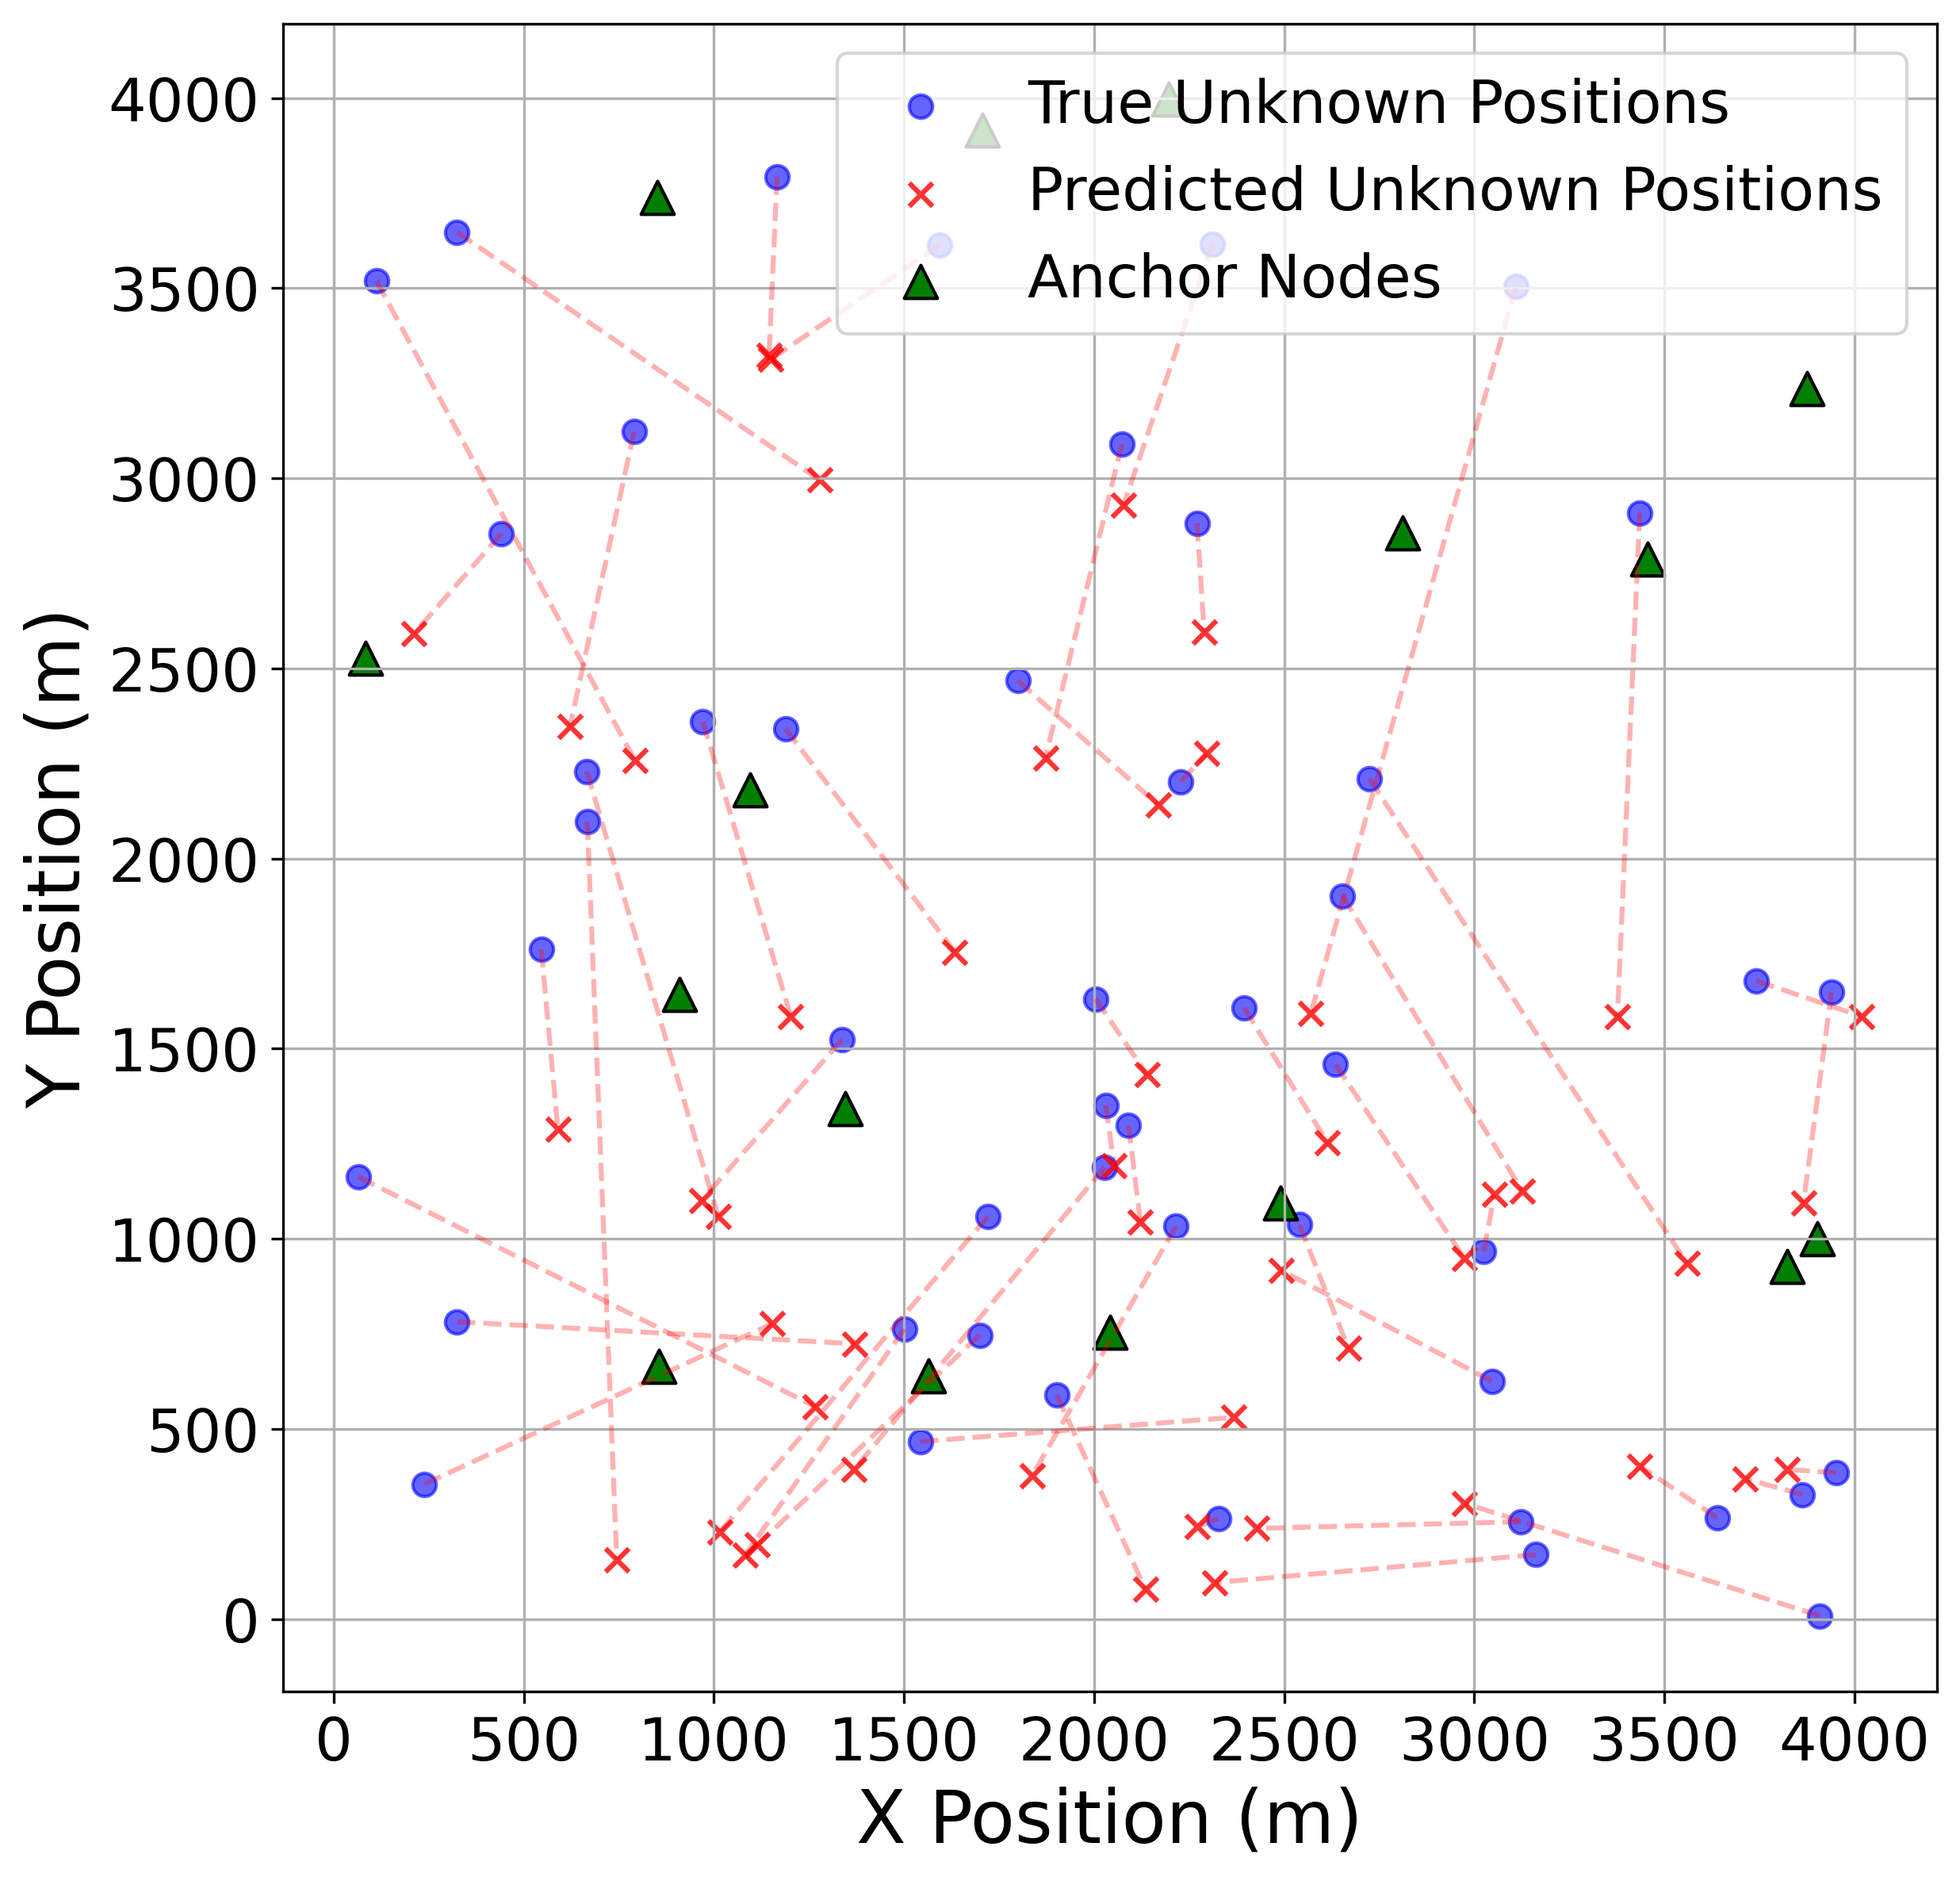 True Unknown Positions
Predicted Unknown Positions
Anchor Nodes
4000
3500
3000
2500
2000
1500
1000
500
0
Y Position (m)
0 500 1000 1500 2000 2500 3000 3500 4000
X Position (m)